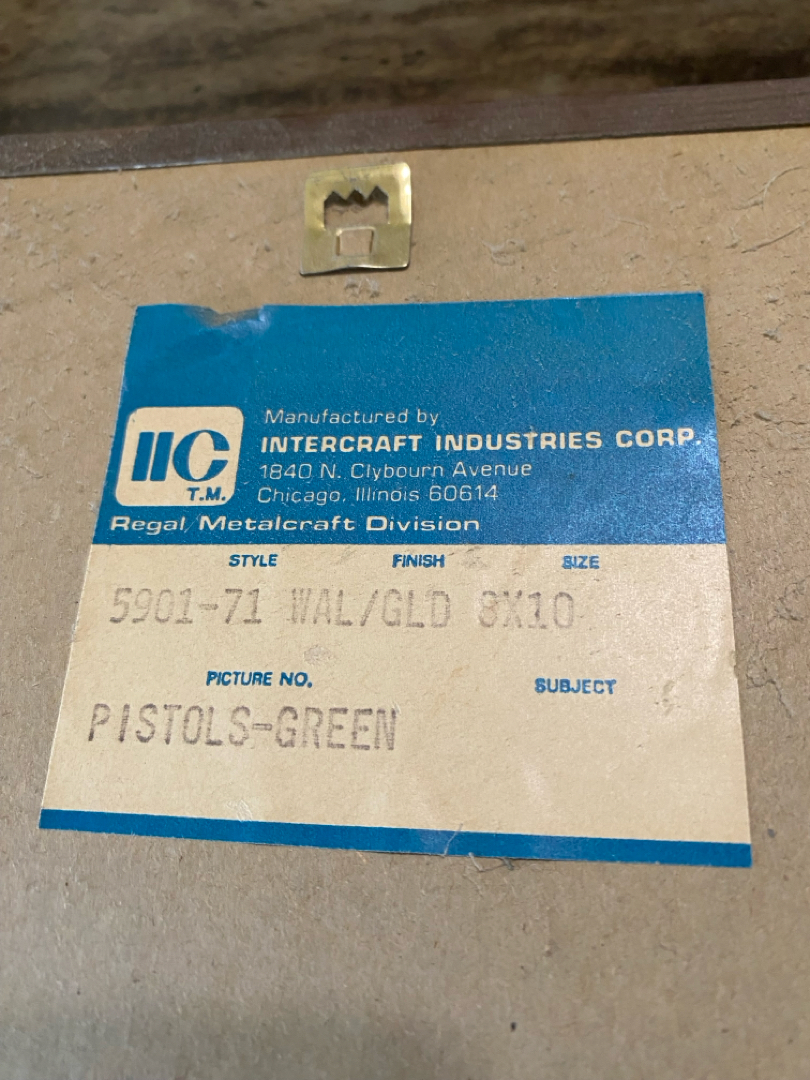 IIC
T.M.
Manufactured by
INTERCRAFT INDUSTRIES CORP.
1840 N. Clybourn Avenue
Chicago, Illinois 60614
Regal Metalcraft Division
STYLE FINISH SIZE
5901-71 WAL/GLD 8X10
PICTURE NO. SUBJECT
PISTOLS-GREEN